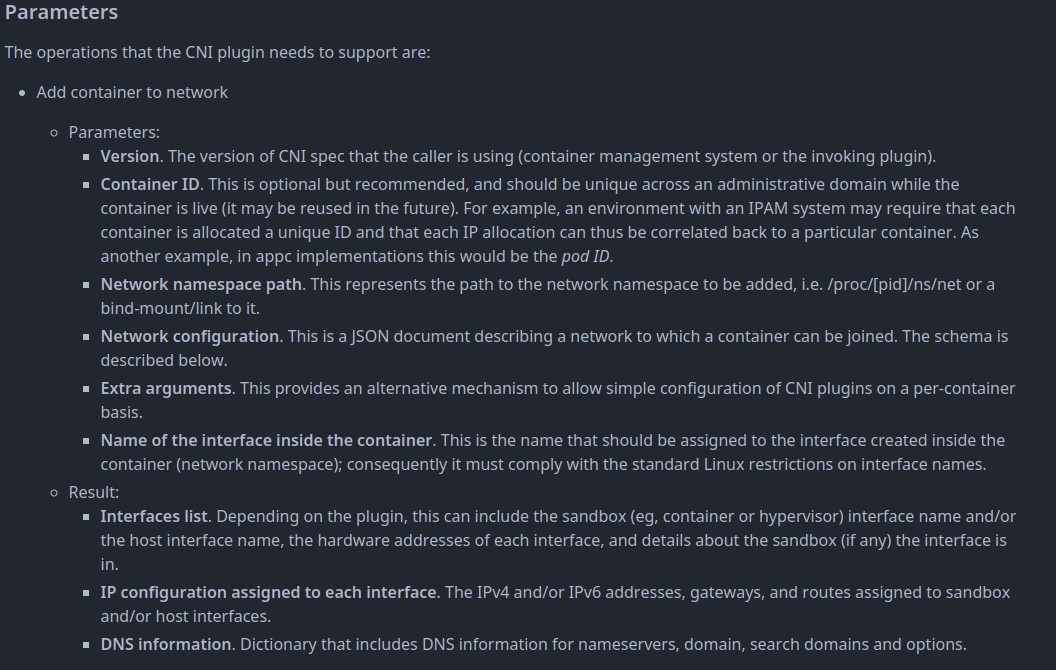 Parameters
The operations that the CNI plugin needs to support are:
Add container to network
Parameters:
Version. The version of CNI spec that the caller is using (container management system or the invoking plugin).
Container ID. This is optional but recommended, and should be unique across an administrative domain while the
container is live (it may be reused in the future). For example, an environment with an IPAM system may require that each
container is allocated a unique ID and that each IP allocation can thus be correlated back to a particular container. As
another example, in appc implementations this would be the pod ID.
Network namespace path. This represents the path to the network namespace to be added, i.e. /proc/[pid]/ns/net or a
bind-mount/link to it.
Network configuration. This is a JSON document describing a network to which a container can be joined. The schema is
described below.
Extra arguments. This provides an alternative mechanism to allow simple configuration of CNI plugins on a per-container
basis.
Name of the interface inside the container. This is the name that should be assigned to the interface created inside the
container (network namespace); consequently it must comply with the standard Linux restrictions on interface names.
Result:
Interfaces list. Depending on the plugin, this can include the sandbox (eg, container or hypervisor) interface name and/or
the host interface name, the hardware addresses of each interface, and details about the sandbox (if any) the interface is
in.
IP configuration assigned to each interface. The IPv4 and/or IPv6 addresses, gateways, and routes assigned to sandbox
and/or host interfaces.
DNS information. Dictionary that includes DNS information for nameservers, domain, search domains and options.